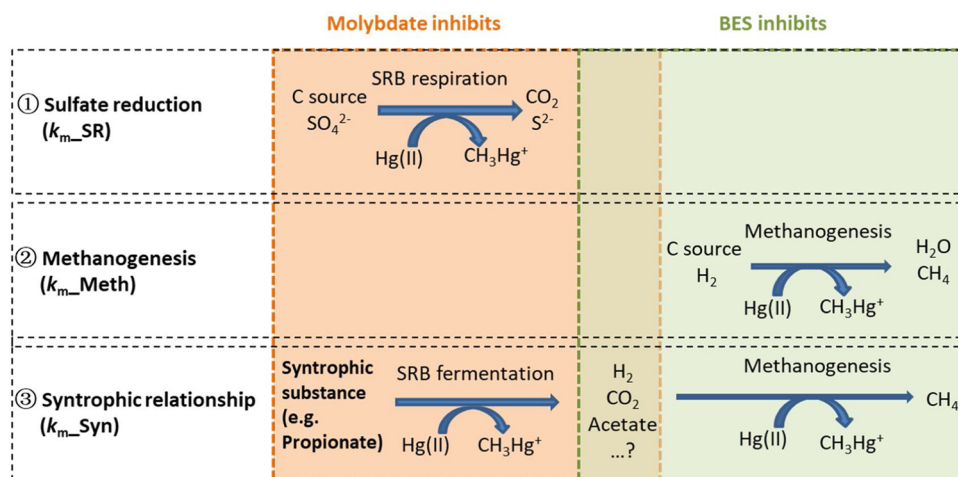 Molybdate inhibits
BES inhibits
① Sulfate reduction
(kₘ_SR)
C source
SO₄²⁻
SRB respiration
CO₂
S²⁻
Hg(II)
CH₃Hg⁺
② Methanogenesis
(kₘ_Meth)
C source
H₂
Methanogenesis
H₂O
CH₄
Hg(II)
CH₃Hg⁺
③ Syntrophic relationship
(kₘ_Syn)
Syntrophic
substance
(e.g.
Propionate)
SRB fermentation
Hg(II)
CH₃Hg⁺
H₂
CO₂
Acetate
...?
Methanogenesis
CH₄
Hg(II)
CH₃Hg⁺